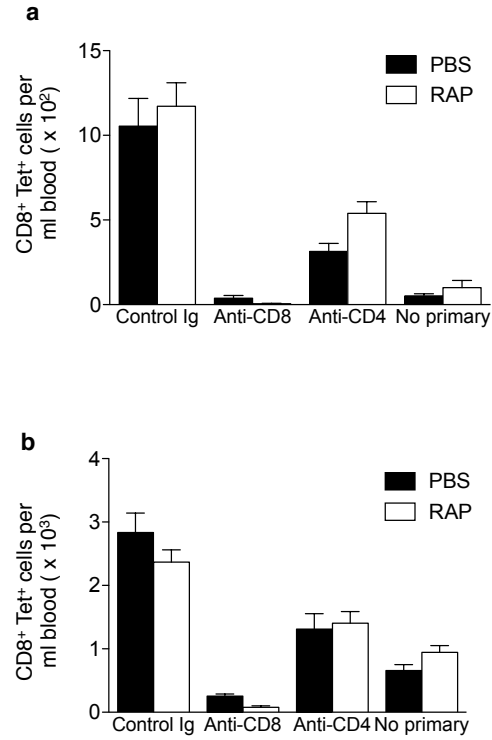 a
CD8⁺ Tet⁺ cells per
ml blood ( x 10²)
15
10
5
0
PBS
RAP
Control Ig Anti-CD8 Anti-CD4 No primary
b
CD8⁺ Tet⁺ cells per
ml blood ( x 10³)
4
3
2
1
0
PBS
RAP
Control Ig Anti-CD8 Anti-CD4 No primary